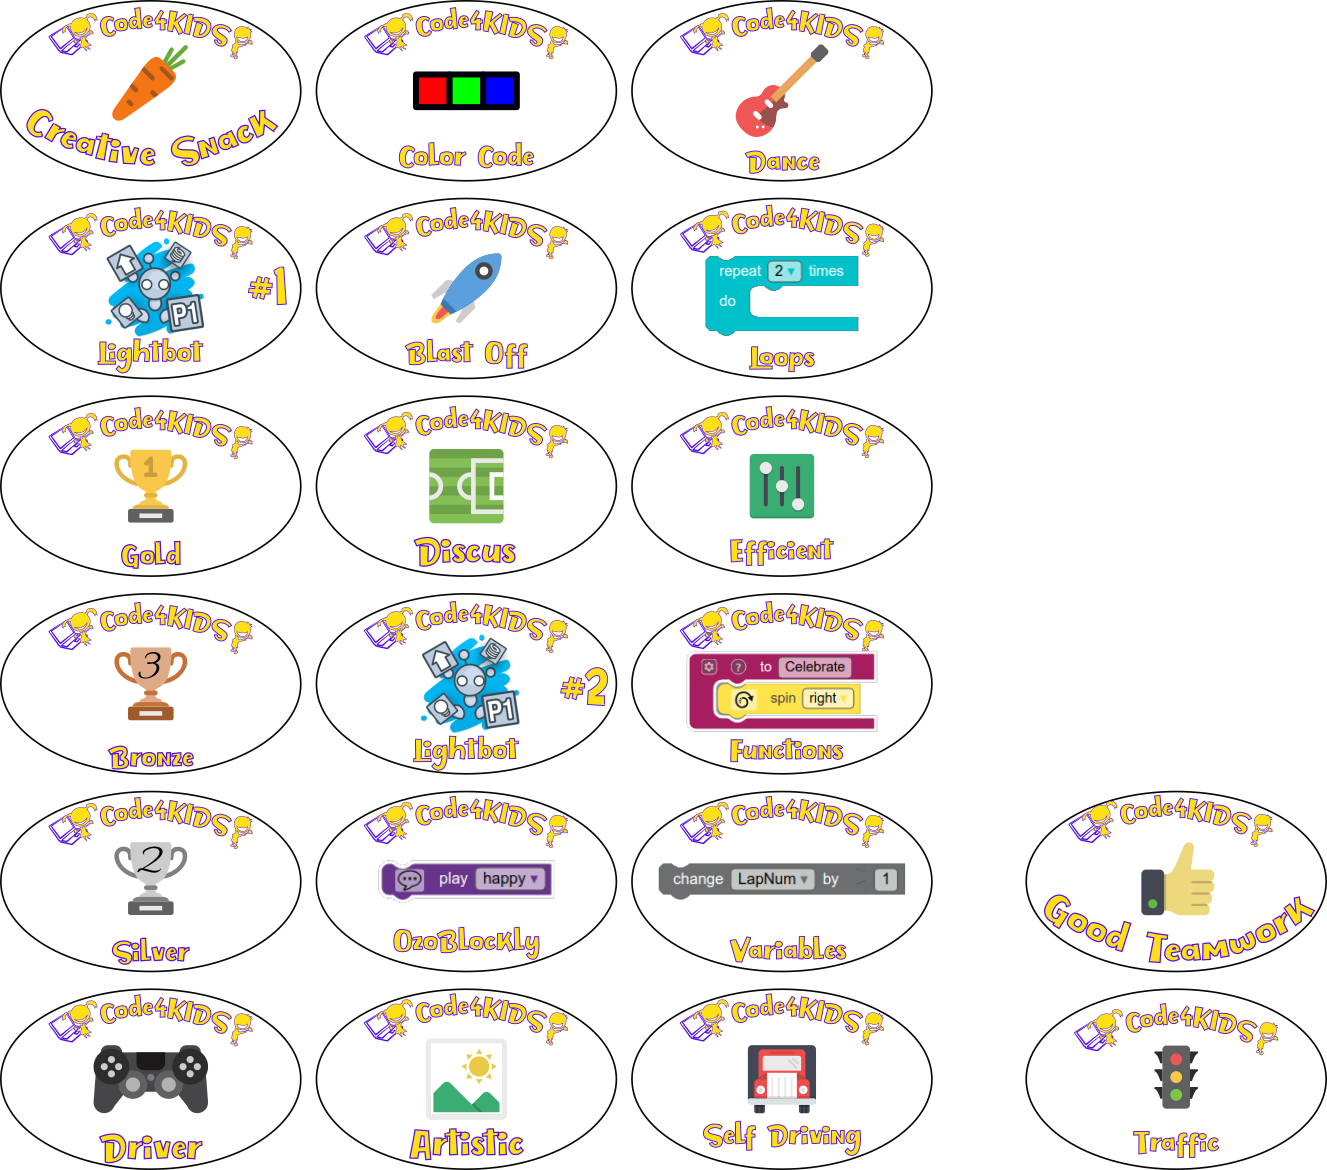 Code4KIDS
Creative Snack
Code4KIDS
Color Code
Code4KIDS
Dance
Code4KIDS
P1
#1
Lightbot
Code4KIDS
Blast Off
Code4KIDS
repeat 2 times
do
Loops
Code4KIDS
1
Gold
Code4KIDS
Discus
Code4KIDS
Efficient
Code4KIDS
3
Bronze
Code4KIDS
P1
#2
Lightbot
Code4KIDS
? to Celebrate
spin right
Functions
Code4KIDS
2
Silver
Code4KIDS
play happy
OzoBlockly
Code4KIDS
change LapNum by 1
Variables
Code4KIDS
Good Teamwork
Code4KIDS
Driver
Code4KIDS
Artistic
Code4KIDS
Self Driving
Code4KIDS
Traffic